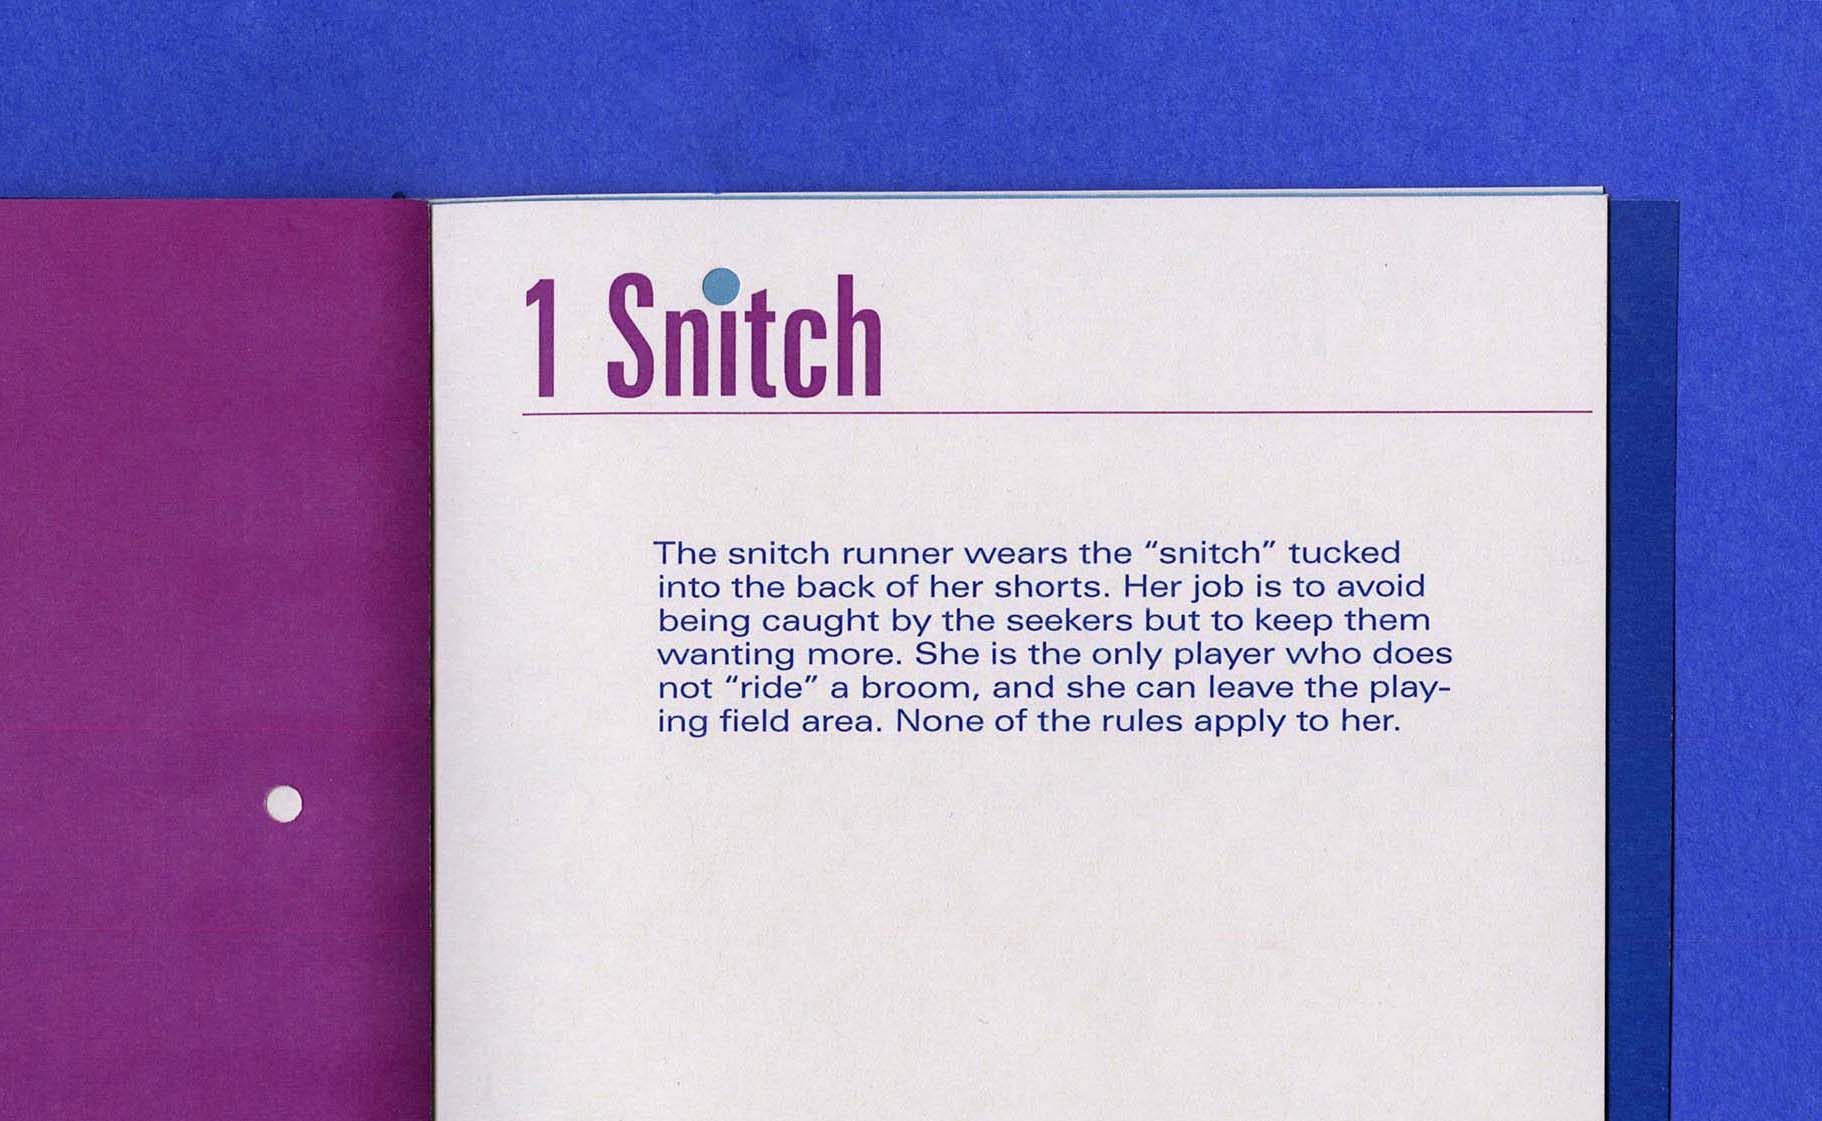 1 Snitch
The snitch runner wears the “snitch” tucked
into the back of her shorts. Her job is to avoid
being caught by the seekers but to keep them
wanting more. She is the only player who does
not “ride” a broom, and she can leave the play-
ing field area. None of the rules apply to her.